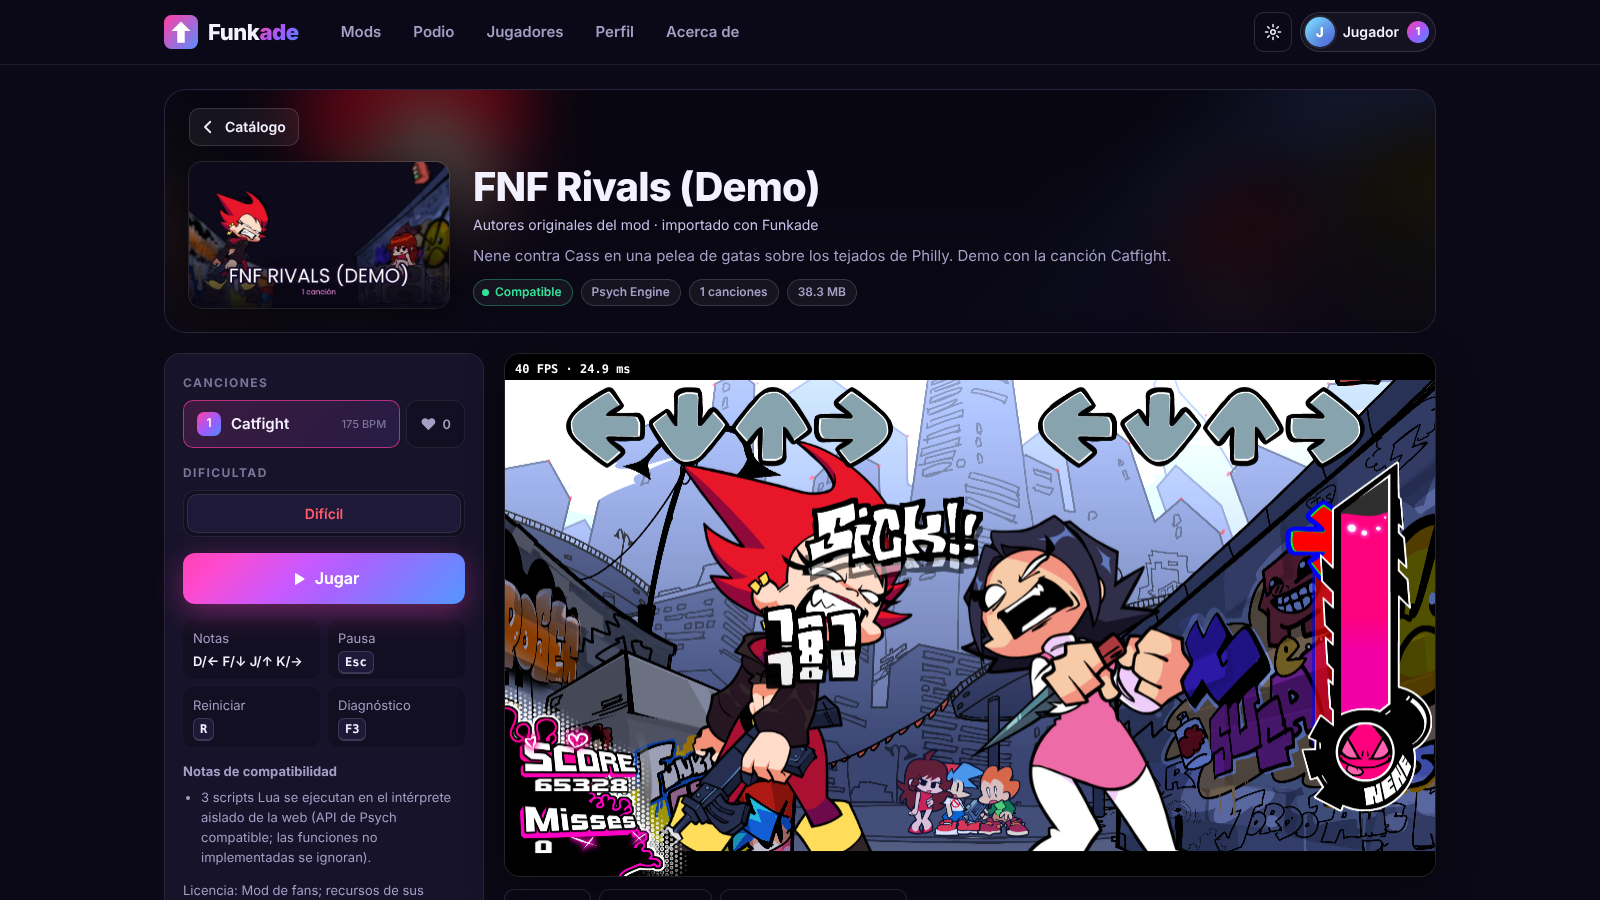 Funkade
Mods
Podio
Jugadores
Perfil
Acerca de
J
Jugador
1
Catálogo
FNF RIVALS (DEMO)
1 canción
FNF Rivals (Demo)
Autores originales del mod · importado con Funkade
Nene contra Cass en una pelea de gatas sobre los tejados de Philly. Demo con la canción Catfight.
Compatible
Psych Engine
1 canciones
38.3 MB
CANCIONES
1
Catfight
175 BPM
0
DIFICULTAD
Difícil
Jugar
Notas
D/← F/↓ J/↑ K/→
Pausa
Esc
Reiniciar
R
Diagnóstico
F3
Notas de compatibilidad
• 3 scripts Lua se ejecutan en el intérprete
aislado de la web (API de Psych
compatible; las funciones no
implementadas se ignoran).
Licencia: Mod de fans; recursos de sus
40 FPS · 24.9 ms
SiCK!!
SCORE
65328
Misses
0
NENE